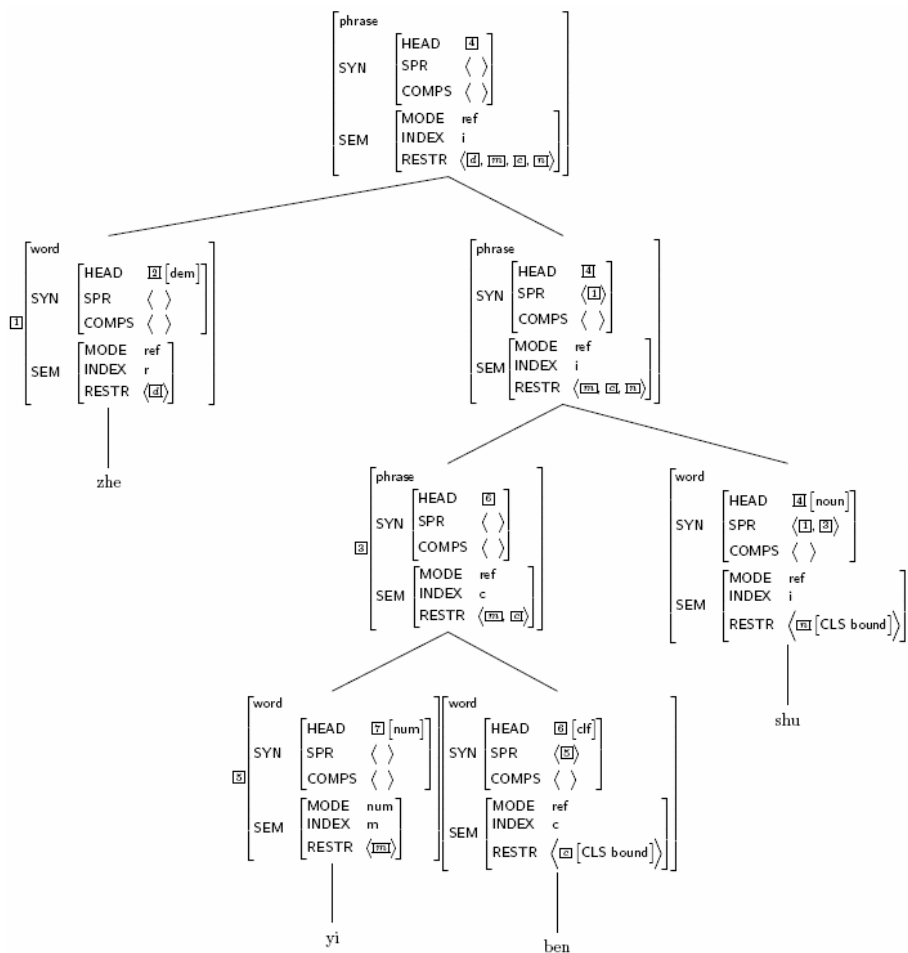 phrase
SYN [HEAD 4
SPR ⟨ ⟩
COMPS ⟨ ⟩]
SEM [MODE ref
INDEX i
RESTR ⟨d, m, c, n⟩]
1 [word
SYN [HEAD 2 [dem]
SPR ⟨ ⟩
COMPS ⟨ ⟩]
SEM [MODE ref
INDEX r
RESTR ⟨d⟩]
zhe
phrase
SYN [HEAD 4
SPR ⟨1⟩
COMPS ⟨ ⟩]
SEM [MODE ref
INDEX i
RESTR ⟨m, c, n⟩]
3 [phrase
SYN [HEAD 6
SPR ⟨ ⟩
COMPS ⟨ ⟩]
SEM [MODE ref
INDEX c
RESTR ⟨m, c⟩]
word
SYN [HEAD 4 [noun]
SPR ⟨1, 3⟩
COMPS ⟨ ⟩]
SEM [MODE ref
INDEX i
RESTR ⟨n [CLS bound]⟩]
shu
5 [word
SYN [HEAD 7 [num]
SPR ⟨ ⟩
COMPS ⟨ ⟩]
SEM [MODE num
INDEX m
RESTR ⟨m⟩]
yi
word
SYN [HEAD 6 [clf]
SPR ⟨5⟩
COMPS ⟨ ⟩]
SEM [MODE ref
INDEX c
RESTR ⟨c [CLS bound]⟩]
ben